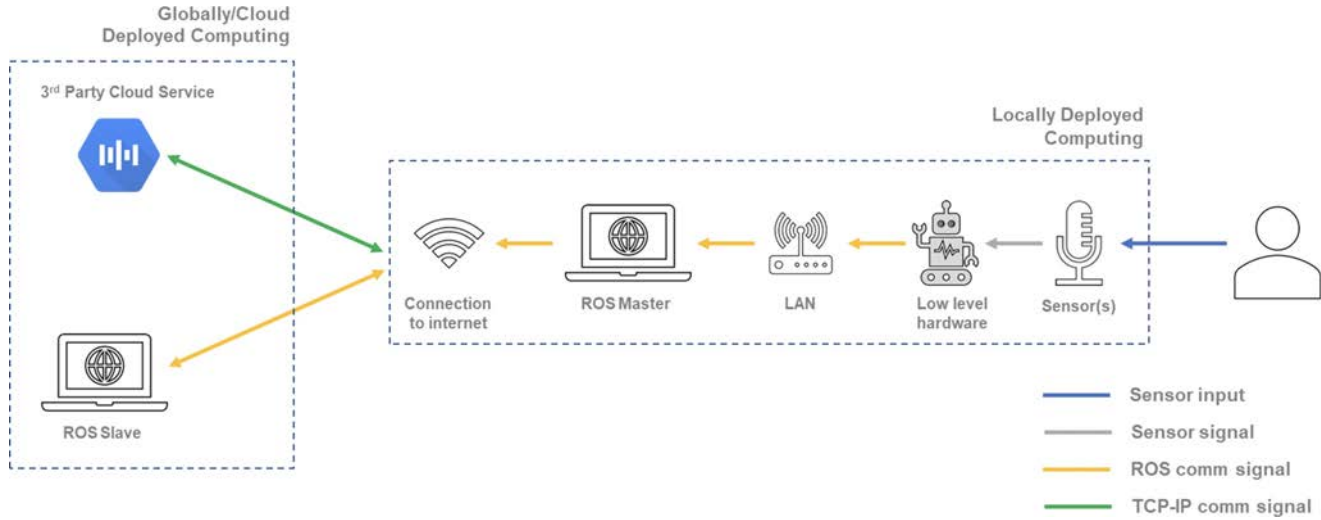 Globally/Cloud
Deployed Computing
3rd Party Cloud Service
ROS Slave
Locally Deployed
Computing
Connection
to internet
ROS Master
LAN
Low level
hardware
Sensor(s)
Sensor input
Sensor signal
ROS comm signal
TCP-IP comm signal